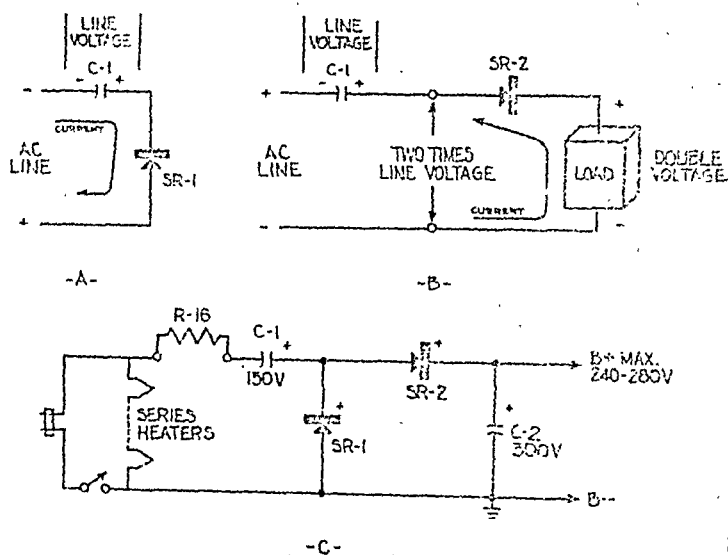 LINE
VOLTAGE
C-1
- +
-
CURRENT
AC
LINE
SR-1
+
-A-
LINE
VOLTAGE
C-1
- +
SR-2
+
AC
LINE
TWO TIMES
LINE VOLTAGE
CURRENT
+
LOAD
DOUBLE
VOLTAGE
-
-
-B-
R-16
C-1
+
150V
SERIES
HEATERS
+
SR-1
+
SR-2
B+ MAX.
240-280V
+
C-2
300V
B-
-C-